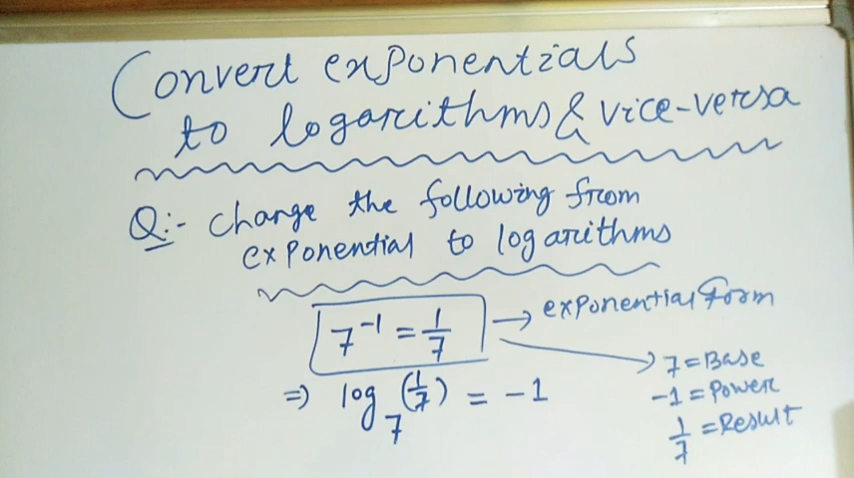 Convert exponentials
to logarithms & vice-versa
Q:- change the following from
exponential to logarithms
7⁻¹ = 1/7 → exponential Form
→ 7 = Base
-1 = Power
1/7 = Result
⇒ log₇(1/7) = -1